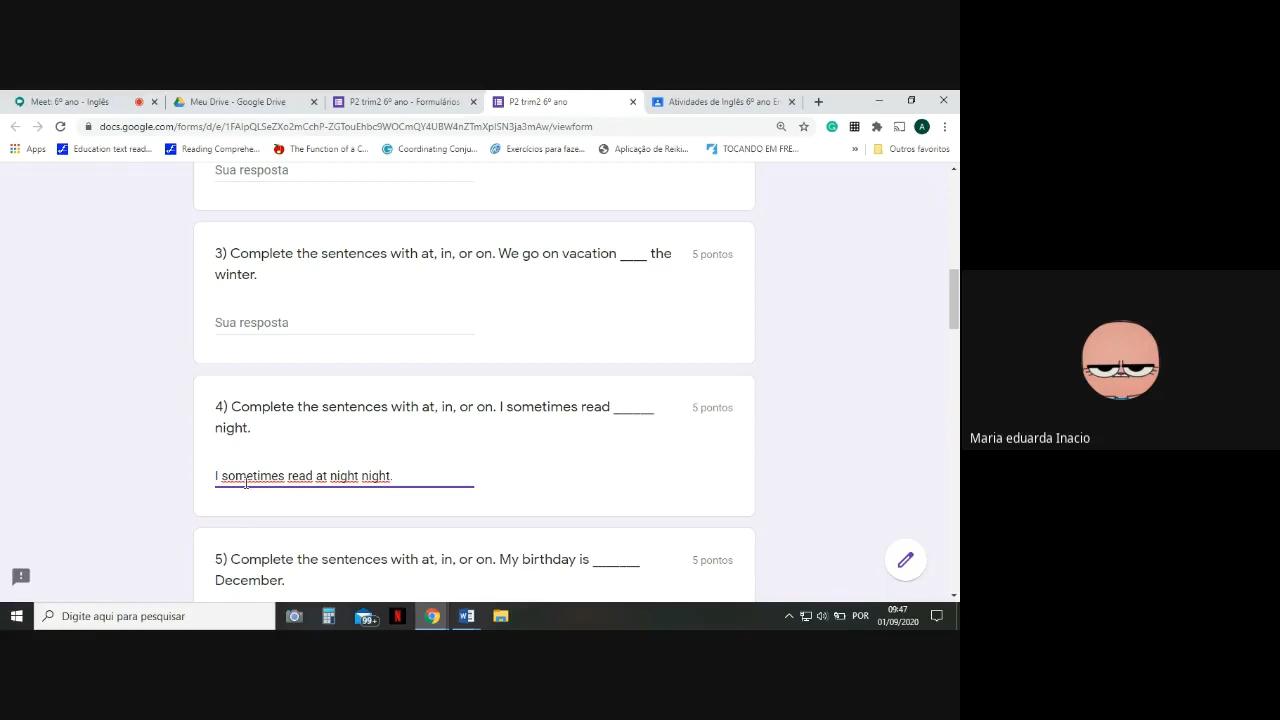 Meet: 6º ano - Inglês
Meu Drive - Google Drive
P2 trim2 6º ano - Formulários
P2 trim2 6º ano
Atividades de Inglês 6º ano En
docs.google.com/forms/d/e/1FAIpQLSeZXo2mCchP-ZGTouEhbc9WOCmQY4UBW4nZTmXpISN3ja3mAw/viewform
A
Apps
Education text read...
Reading Comprehe...
The Function of a C...
Coordinating Conju...
Exercícios para faze...
Aplicação de Reiki...
TOCANDO EM FRE...
»
Outros favoritos
Sua resposta
3) Complete the sentences with at, in, or on. We go on vacation ____ the
winter.
5 pontos
Sua resposta
4) Complete the sentences with at, in, or on. I sometimes read ______
night.
5 pontos
I sometimes read at night night.
5) Complete the sentences with at, in, or on. My birthday is _______
December.
5 pontos
Maria eduarda Inacio
Digite aqui para pesquisar
99+
N
W
POR
09:47
01/09/2020